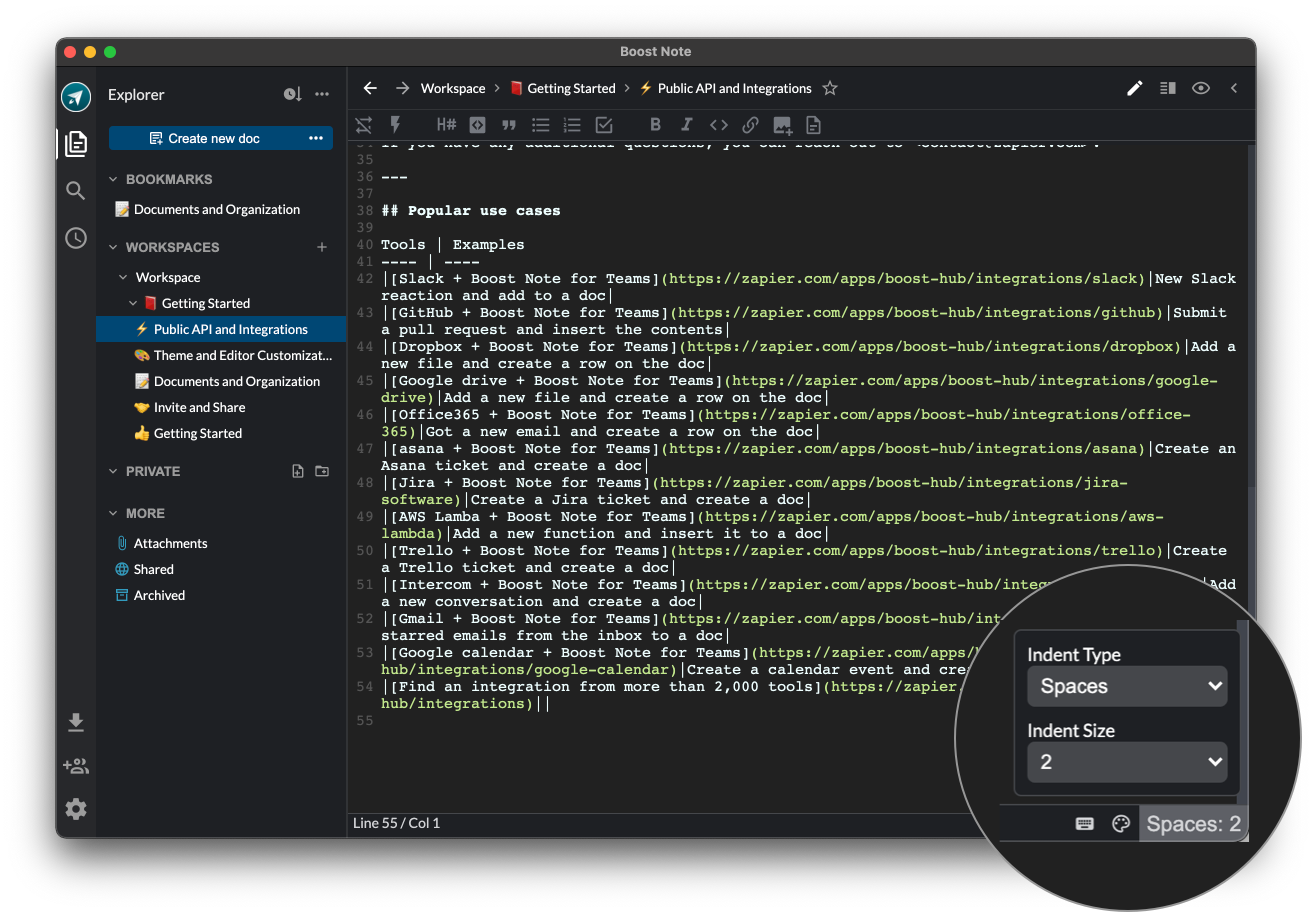 Boost Note
Explorer
Create new doc
BOOKMARKS
Documents and Organization
WORKSPACES
Workspace
Getting Started
Public API and Integrations
Theme and Editor Customizat...
Documents and Organization
Invite and Share
Getting Started
PRIVATE
MORE
Attachments
Shared
Archived
Workspace > Getting Started > Public API and Integrations
H#
B I
34 If you have any additional questions, you can reach out to <contact@zapier.com>.
35
36 ---
37
38 ## Popular use cases
39
40 Tools | Examples
41 ---- | ----
42 |[Slack + Boost Note for Teams](https://zapier.com/apps/boost-hub/integrations/slack)|New Slack
reaction and add to a doc|
43 |[GitHub + Boost Note for Teams](https://zapier.com/apps/boost-hub/integrations/github)|Submit
a pull request and insert the contents|
44 |[Dropbox + Boost Note for Teams](https://zapier.com/apps/boost-hub/integrations/dropbox)|Add a
new file and create a row on the doc|
45 |[Google drive + Boost Note for Teams](https://zapier.com/apps/boost-hub/integrations/google-
drive)|Add a new file and create a row on the doc|
46 |[Office365 + Boost Note for Teams](https://zapier.com/apps/boost-hub/integrations/office-
365)|Got a new email and create a row on the doc|
47 |[asana + Boost Note for Teams](https://zapier.com/apps/boost-hub/integrations/asana)|Create an
Asana ticket and create a doc|
48 |[Jira + Boost Note for Teams](https://zapier.com/apps/boost-hub/integrations/jira-
software)|Create a Jira ticket and create a doc|
49 |[AWS Lamba + Boost Note for Teams](https://zapier.com/apps/boost-hub/integrations/aws-
lambda)|Add a new function and insert it to a doc|
50 |[Trello + Boost Note for Teams](https://zapier.com/apps/boost-hub/integrations/trello)|Create
a Trello ticket and create a doc|
51 |[Intercom + Boost Note for Teams](https://zapier.com/apps/boost-hub/integ |Add
a new conversation and create a doc|
52 |[Gmail + Boost Note for Teams](https://zapier.com/apps/boost-hub/int
starred emails from the inbox to a doc|
53 |[Google calendar + Boost Note for Teams](https://zapier.com/apps/
hub/integrations/google-calendar)|Create a calendar event and cre
54 |[Find an integration from more than 2,000 tools](https://zapier.
hub/integrations)||
55
Line 55 / Col 1
Indent Type
Spaces
Indent Size
2
Spaces: 2